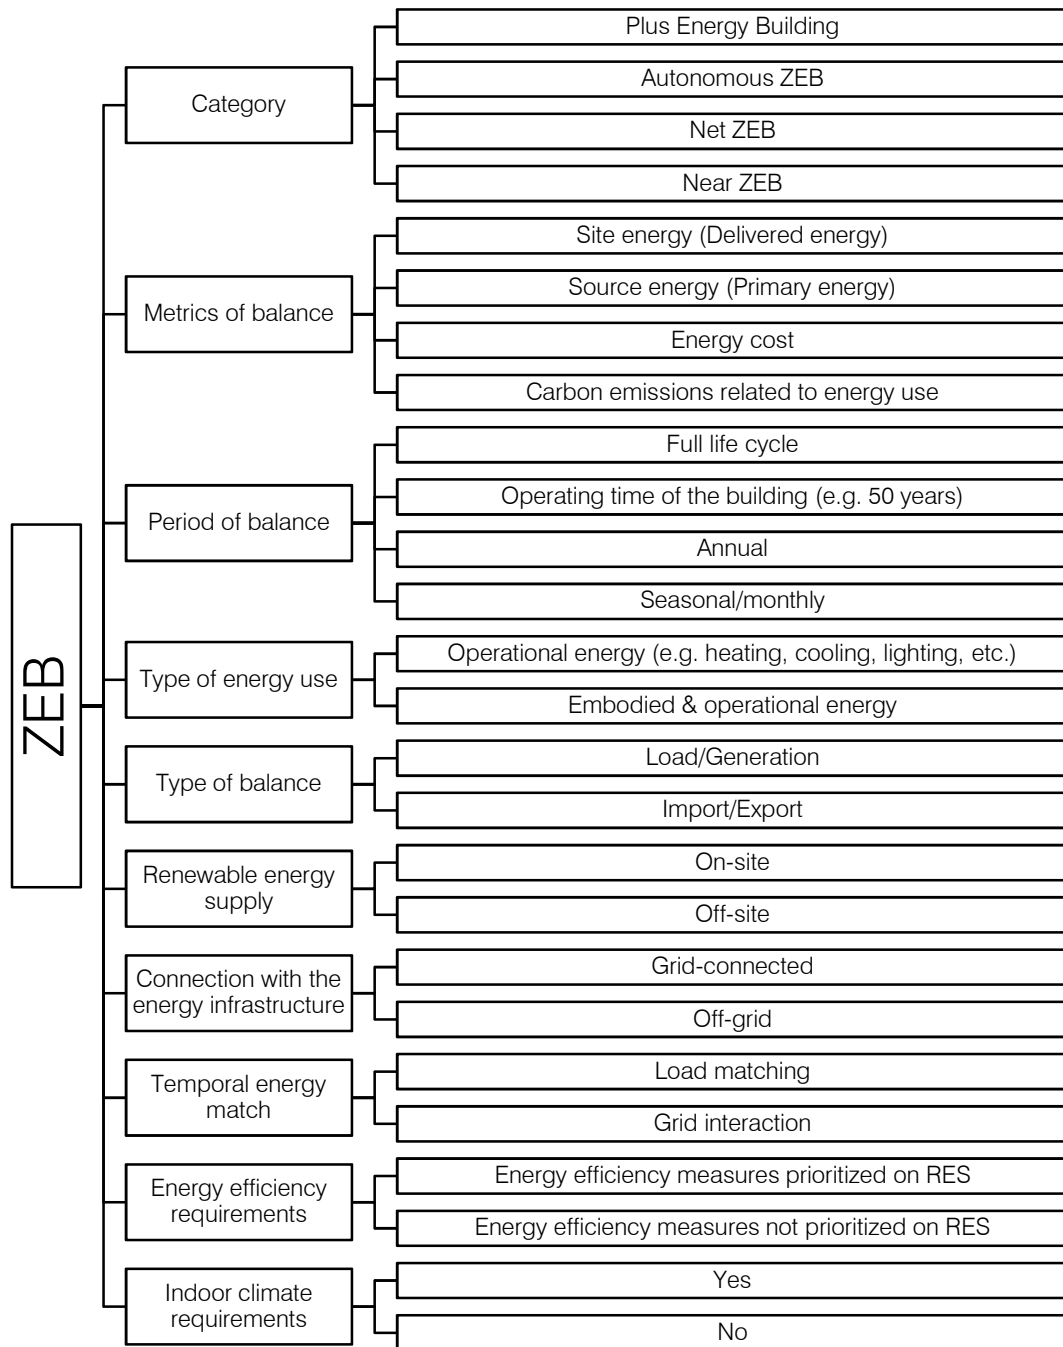 ZEB
Category
Plus Energy Building
Autonomous ZEB
Net ZEB
Near ZEB
Metrics of balance
Site energy (Delivered energy)
Source energy (Primary energy)
Energy cost
Carbon emissions related to energy use
Period of balance
Full life cycle
Operating time of the building (e.g. 50 years)
Annual
Seasonal/monthly
Type of energy use
Operational energy (e.g. heating, cooling, lighting, etc.)
Embodied & operational energy
Type of balance
Load/Generation
Import/Export
Renewable energy
supply
On-site
Off-site
Connection with the
energy infrastructure
Grid-connected
Off-grid
Temporal energy
match
Load matching
Grid interaction
Energy efficiency
requirements
Energy efficiency measures prioritized on RES
Energy efficiency measures not prioritized on RES
Indoor climate
requirements
Yes
No